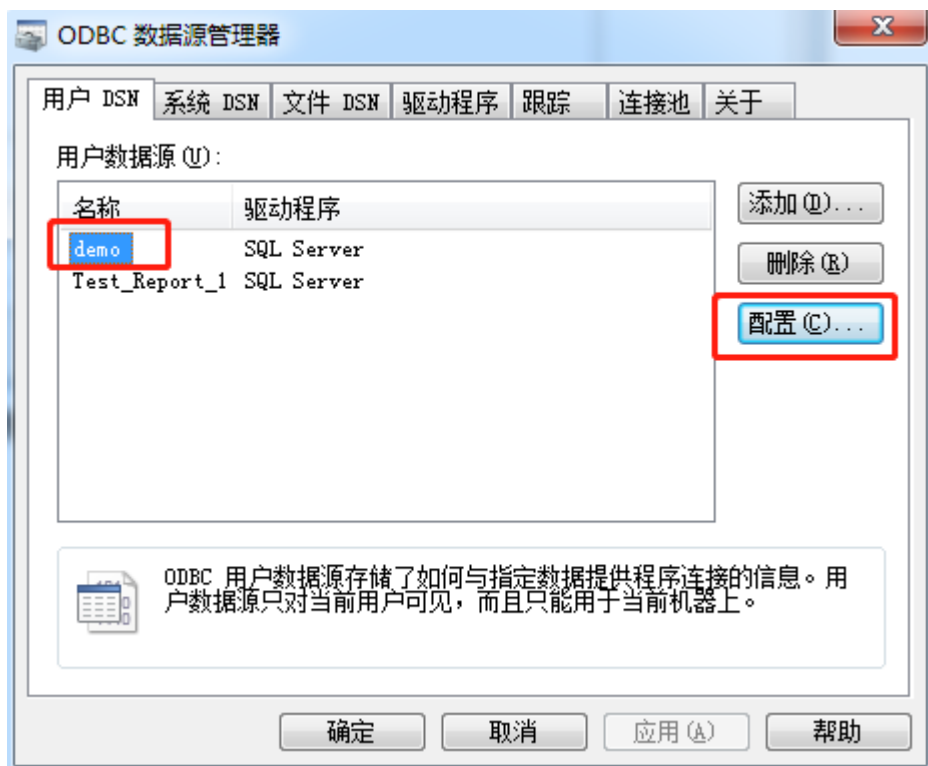 ODBC 数据源管理器
用户 DSN 系统 DSN 文件 DSN 驱动程序 跟踪 连接池 关于
用户数据源(U):
名称 驱动程序
demo SQL Server
Test_Report_1 SQL Server
添加(D)...
删除(R)
配置(C)...
ODBC 用户数据源存储了如何与指定数据提供程序连接的信息。用
户数据源只对当前用户可见，而且只能用于当前机器上。
确定 取消 应用(A) 帮助